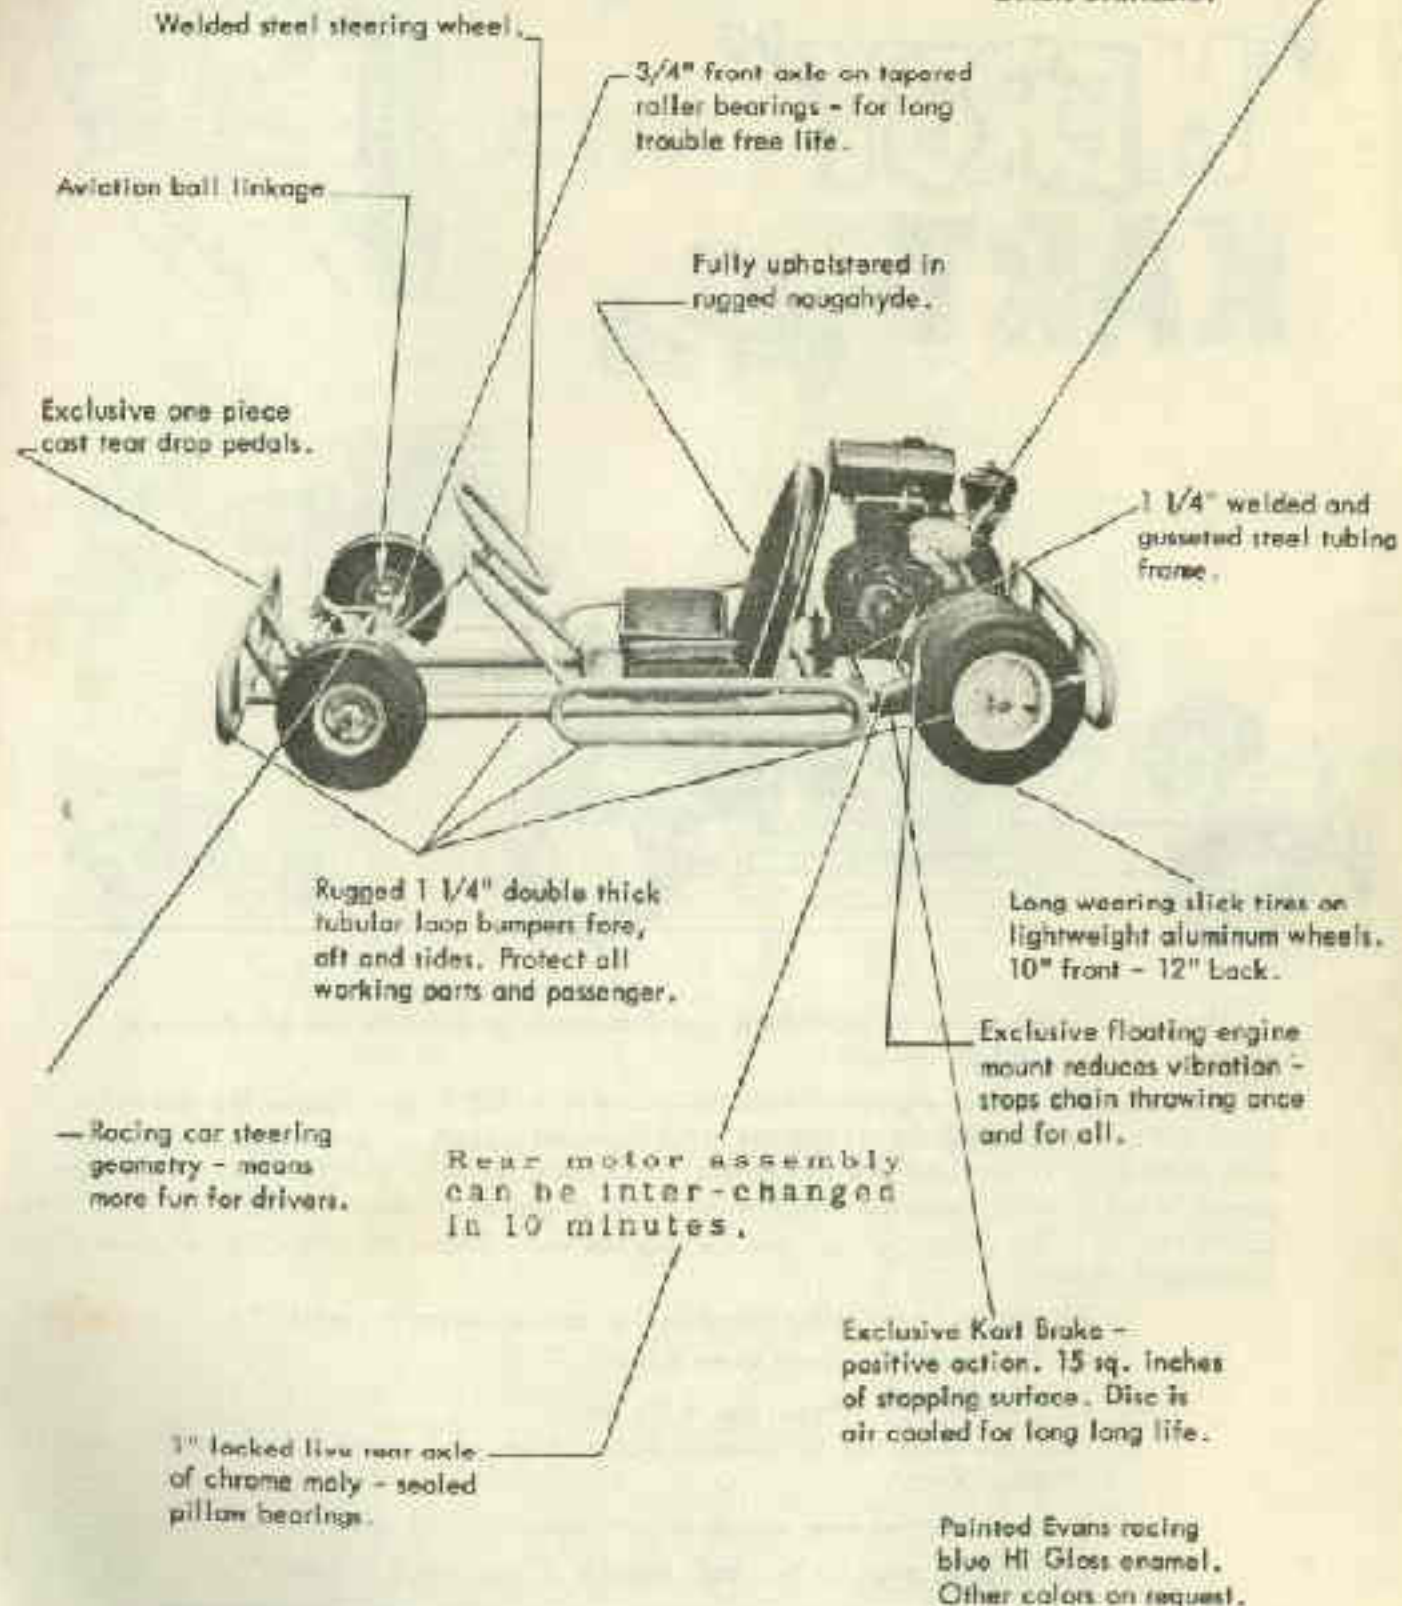 Welded steel steering wheel.
3/4" front axle on tapered
roller bearings - for long
trouble free life.
Aviation ball linkage
Fully upholstered in
rugged naugahyde.
Exclusive one piece
cast tear drop pedals.
1 1/4" welded and
gusseted steel tubing
frame.
Rugged 1 1/4" double thick
tubular loop bumpers fore,
aft and sides. Protect all
working parts and passenger.
Long wearing slick tires on
lightweight aluminum wheels.
10" front - 12" back.
Exclusive floating engine
mount reduces vibration -
stops chain throwing once
and for all.
Racing car steering
geometry - means
more fun for drivers.
Rear motor assembly
can be inter-changed
in 10 minutes.
Exclusive Kart Brake -
positive action. 15 sq. inches
of stopping surface. Disc is
air cooled for long long life.
1" locked live rear axle
of chrome moly - sealed
pillow bearings.
Painted Evans racing
blue Hi Gloss enamel.
Other colors on request.